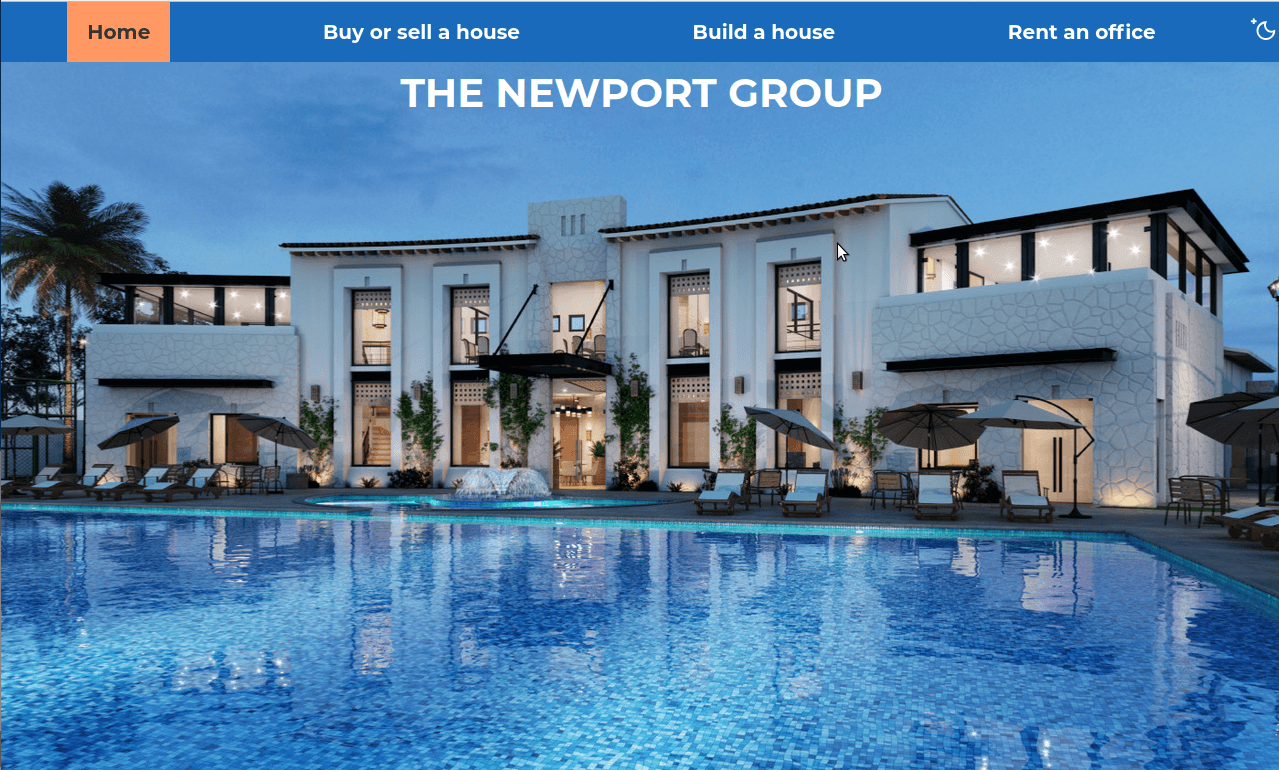 Home
Buy or sell a house
Build a house
Rent an office
THE NEWPORT GROUP